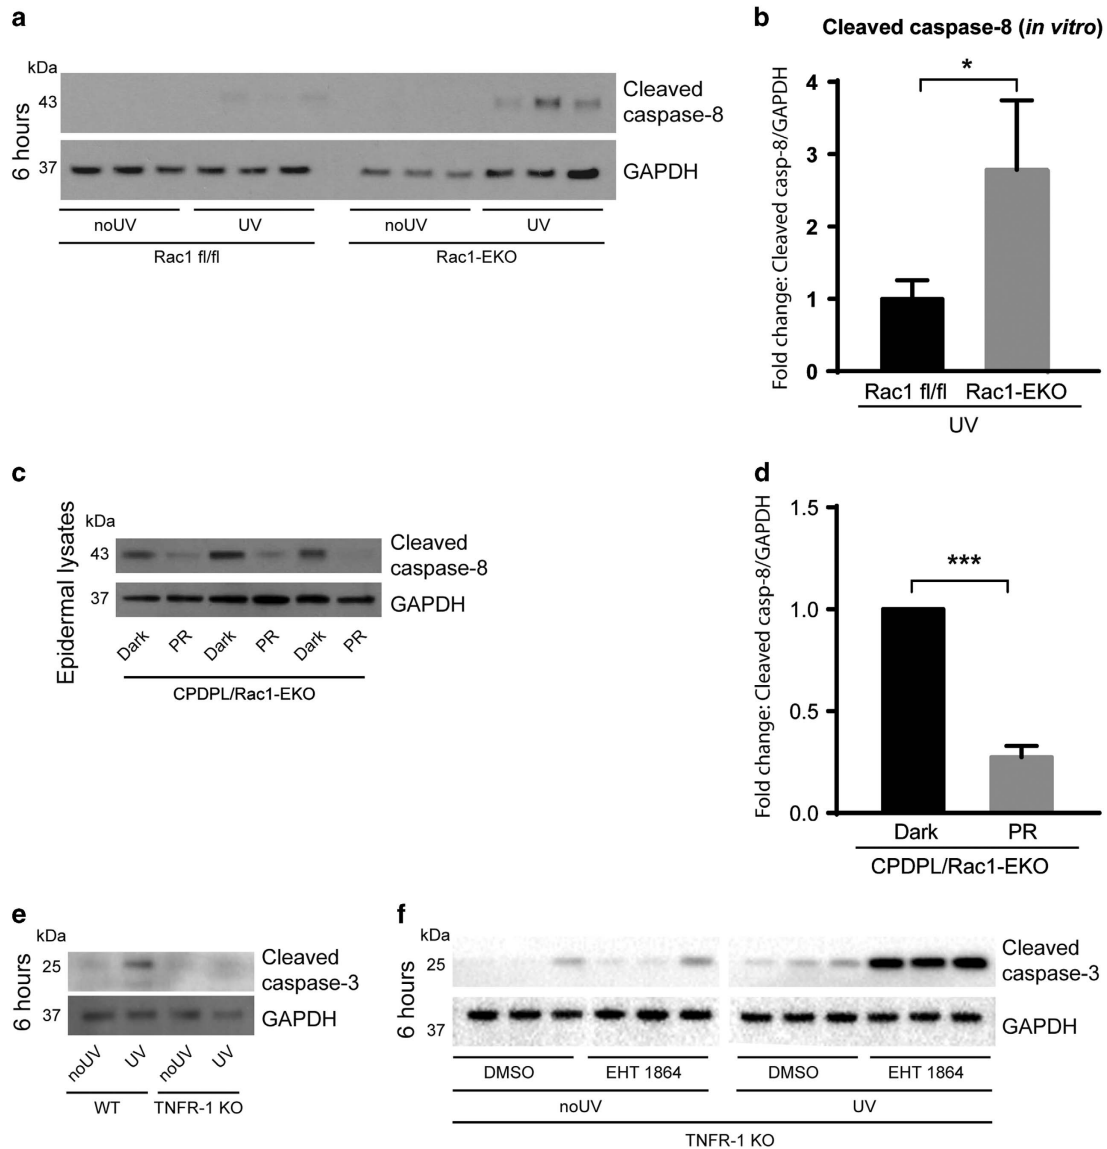 a
kDa
6 hours
43
Cleaved
caspase-8
37
GAPDH
noUV
UV
noUV
UV
Rac1 fl/fl
Rac1-EKO
b
Cleaved caspase-8 (in vitro)
Fold change: Cleaved casp-8/GAPDH
4
3
2
1
0
*
Rac1 fl/fl
Rac1-EKO
UV
c
Epidermal lysates
kDa
43
Cleaved
caspase-8
37
GAPDH
Dark
PR
Dark
PR
Dark
PR
CPDPL/Rac1-EKO
d
Fold change: Cleaved casp-8/GAPDH
1.5
1.0
0.5
0.0
***
Dark
PR
CPDPL/Rac1-EKO
e
kDa
6 hours
25
Cleaved
caspase-3
37
GAPDH
noUV
UV
noUV
UV
WT
TNFR-1 KO
f
kDa
6 hours
25
Cleaved
caspase-3
37
GAPDH
DMSO
EHT 1864
DMSO
EHT 1864
noUV
UV
TNFR-1 KO